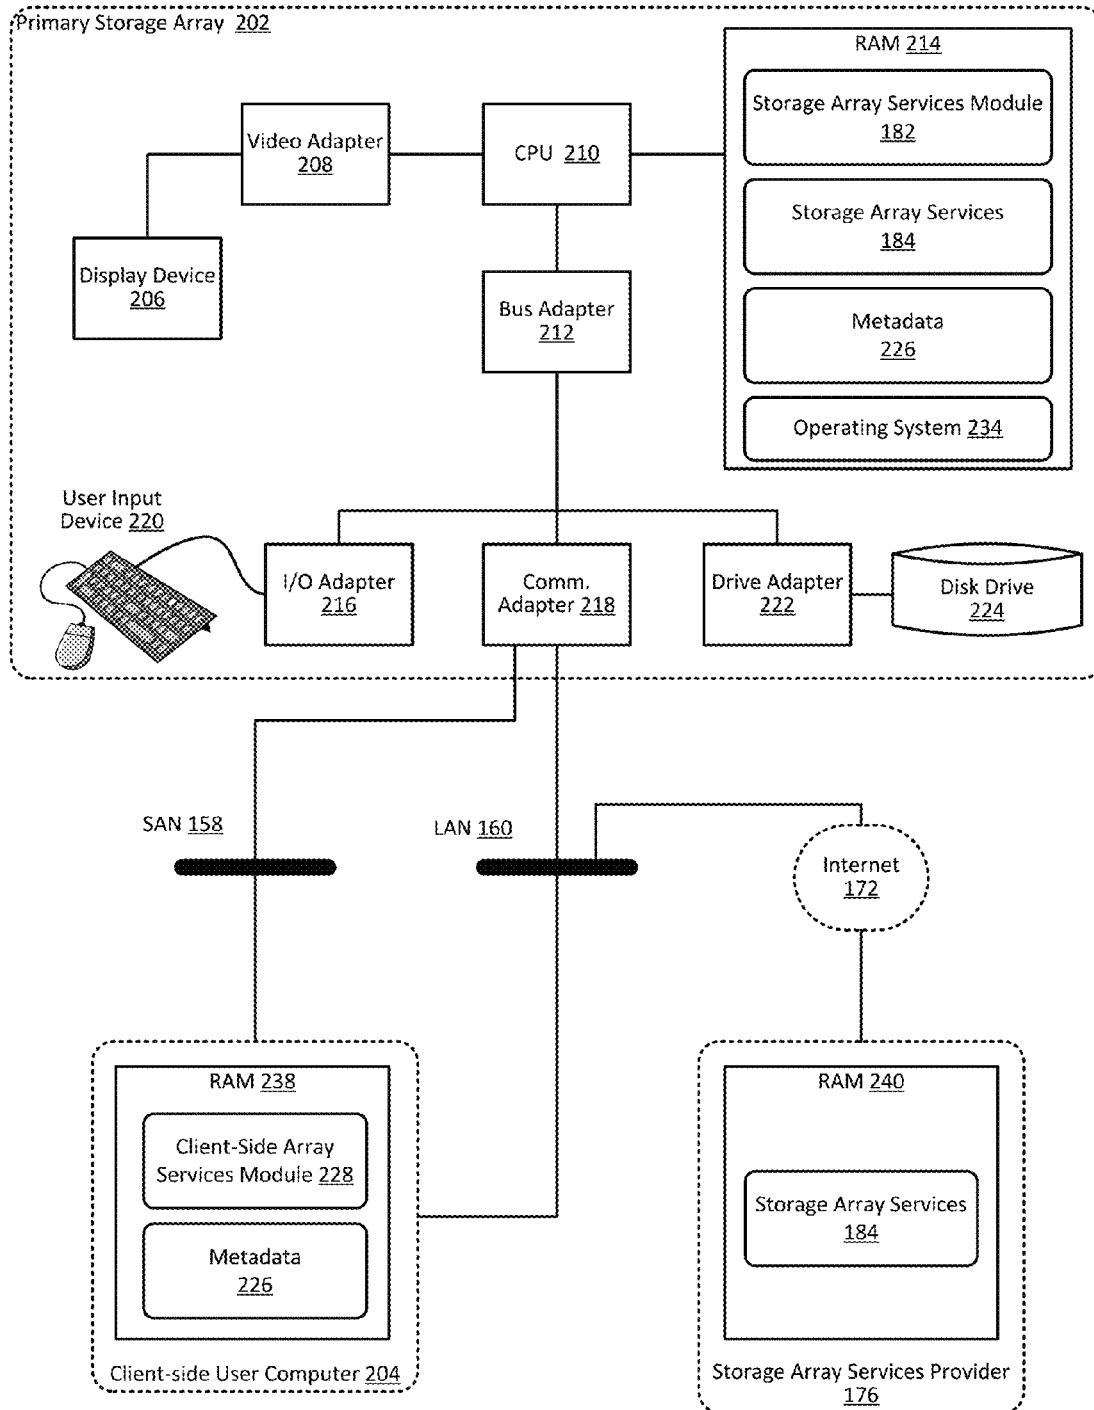 Primary Storage Array 202
RAM 214
Storage Array Services Module
182
Storage Array Services
184
Metadata
226
Operating System 234
Video Adapter
208
CPU 210
Display Device
206
Bus Adapter
212
User Input
Device 220
I/O Adapter
216
Comm.
Adapter 218
Drive Adapter
222
Disk Drive
224
SAN 158
LAN 160
Internet
172
RAM 238
Client-Side Array
Services Module 228
Metadata
226
Client-side User Computer 204
RAM 240
Storage Array Services
184
Storage Array Services Provider
176